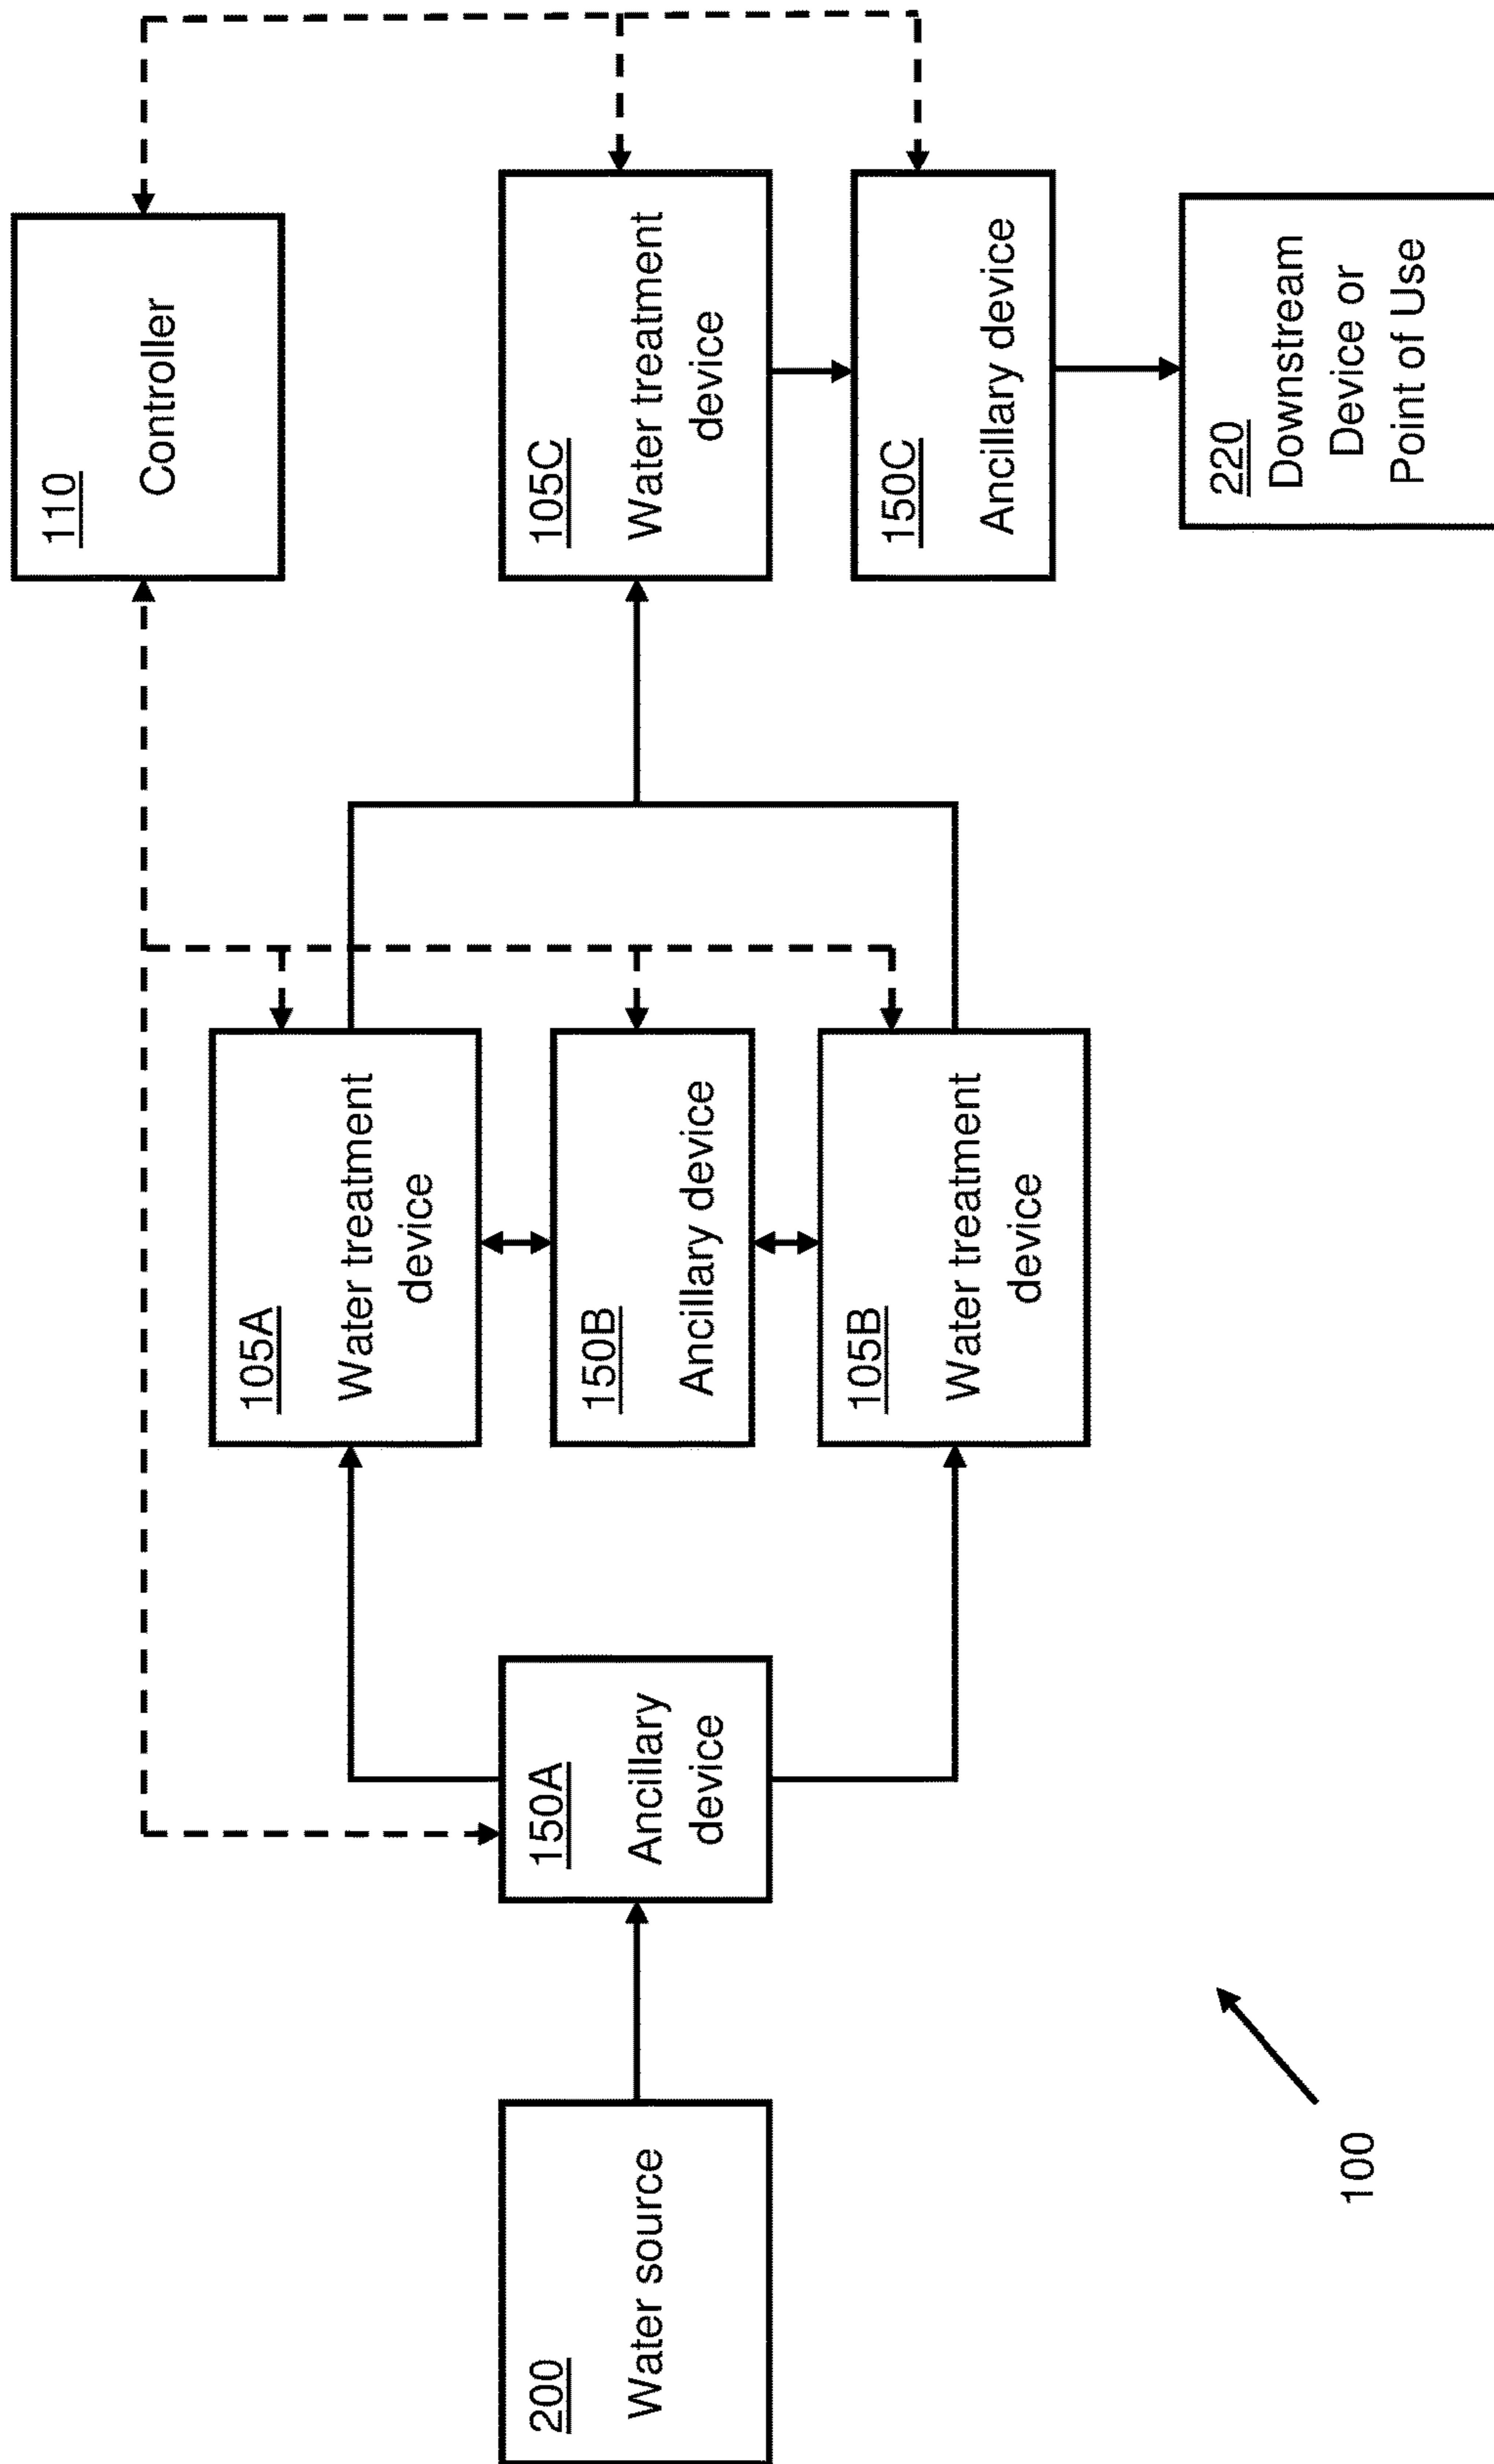 110
Controller
105A
Water treatment
device
200
Water source
150A
Ancillary
device
150B
Ancillary device
105C
Water treatment
device
105B
Water treatment
device
150C
Ancillary device
220
Downstream
Device or
Point of Use
100